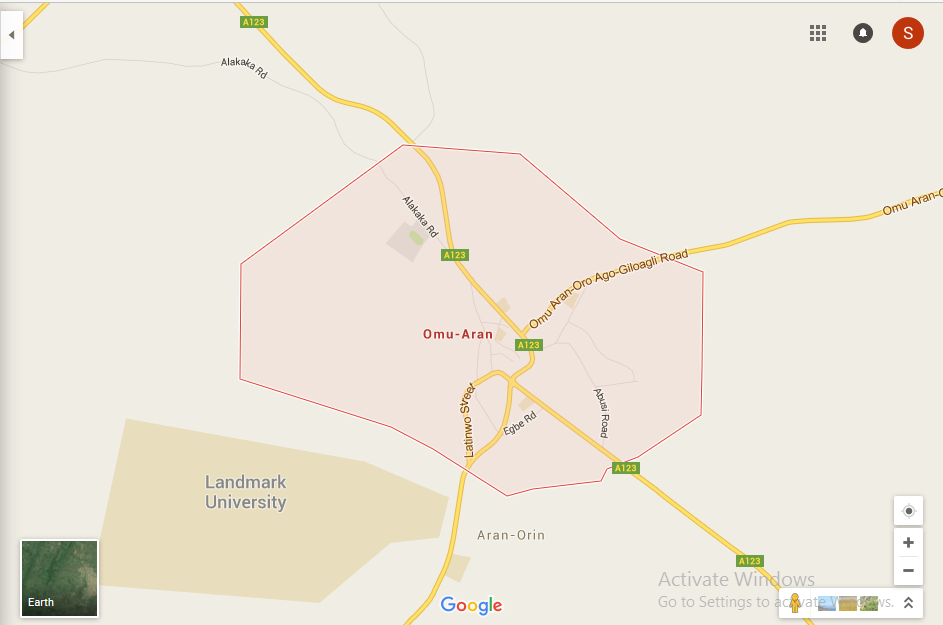 A123
S
Alakaka Rd
Alakaka Rd
Omu Aran-O
A123
Omu Aran-Oro Ago-Giloagli Road
Omu-Aran
A123
Latinwo Street
Abusi Road
Egbe Rd
A123
Landmark
University
Aran-Orin
A123
Activate Windows
Go to Settings to activate Windows.
Earth
Google